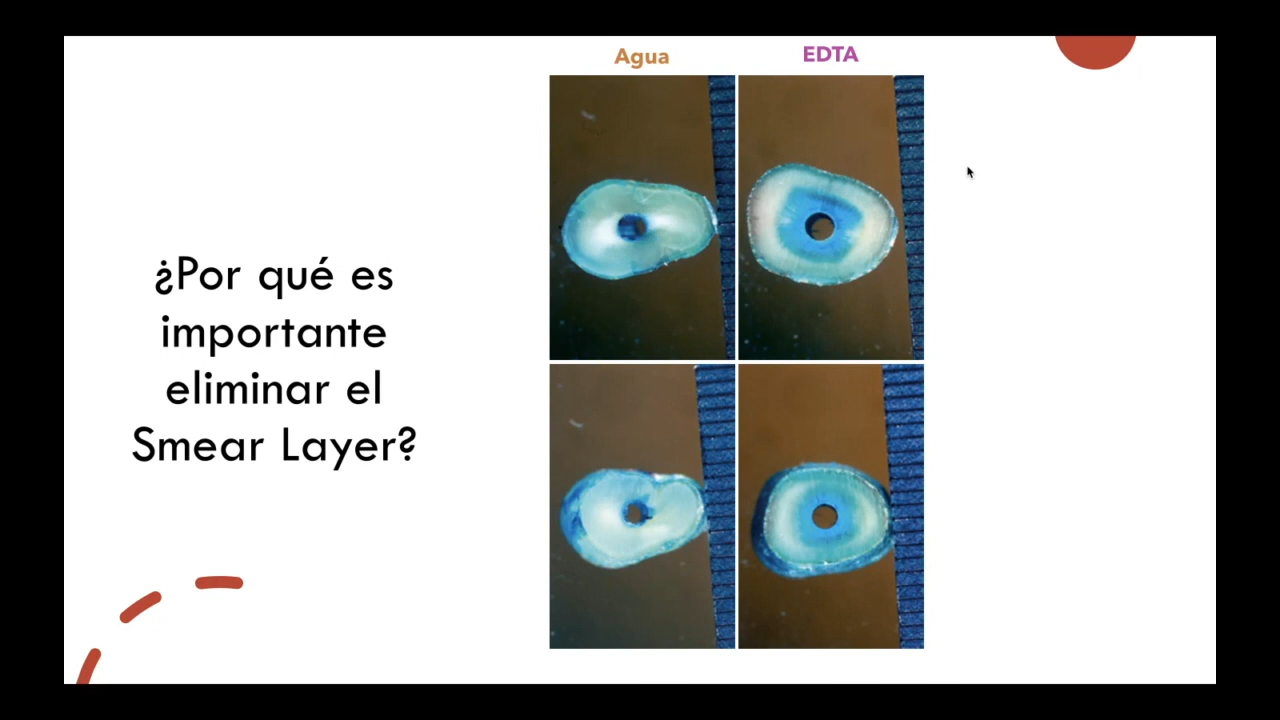 Agua
EDTA
¿Por qué es
importante
eliminar el
Smear Layer?